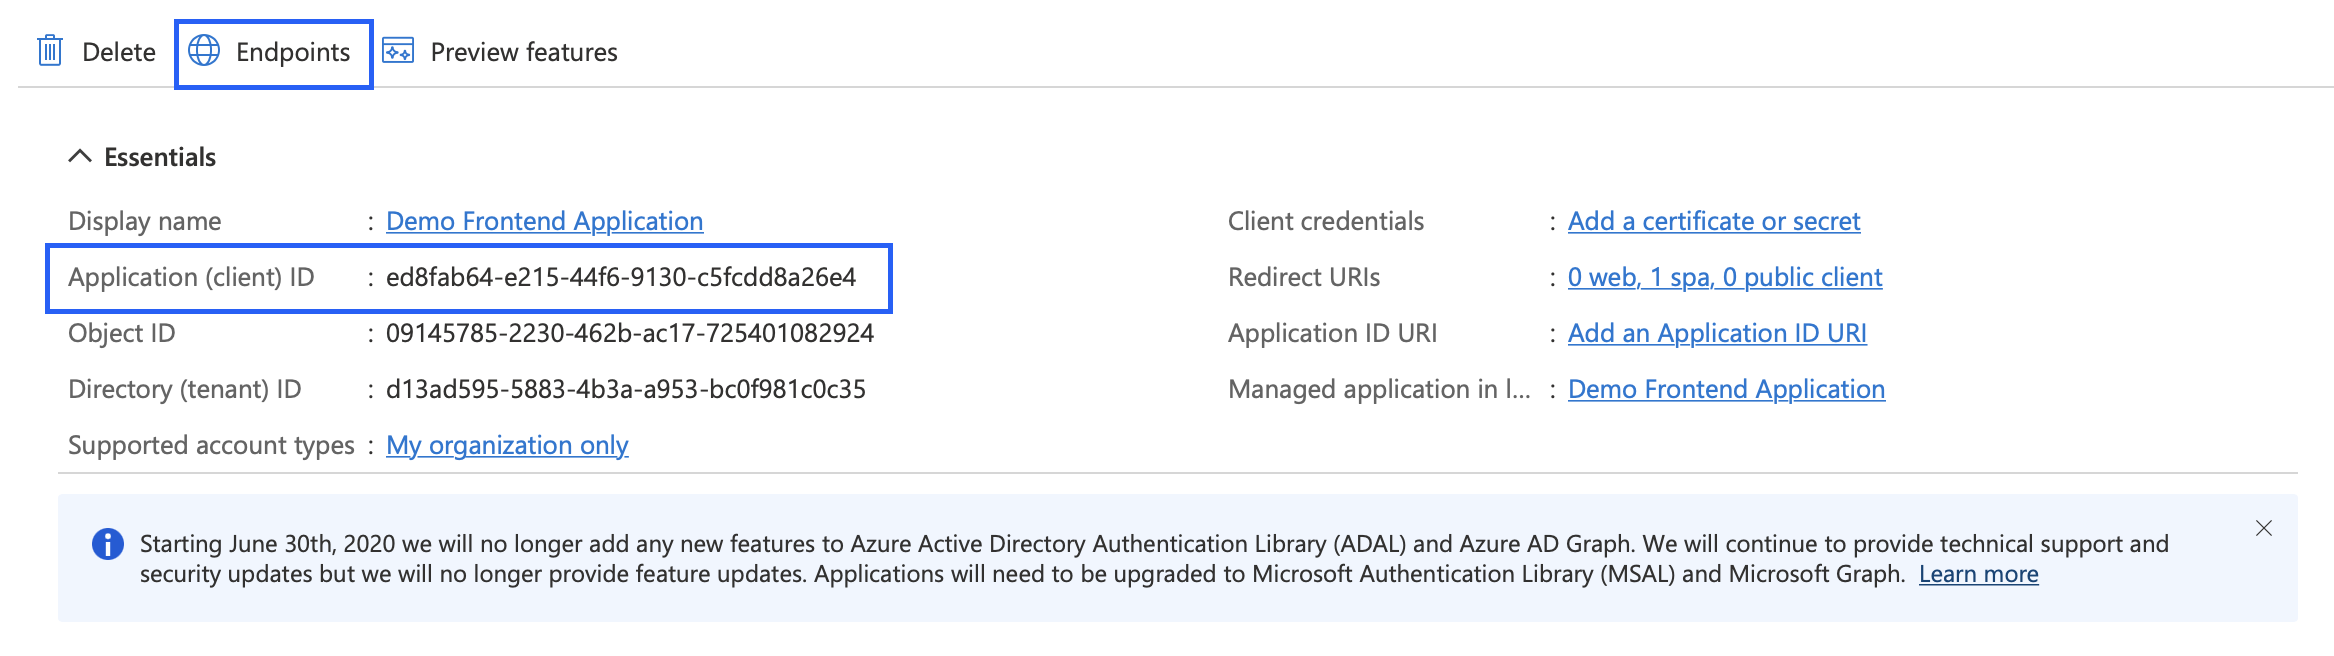 Delete Endpoints Preview features
Essentials
Display name : Demo Frontend Application
Application (client) ID : ed8fab64-e215-44f6-9130-c5fcdd8a26e4
Object ID : 09145785-2230-462b-ac17-725401082924
Directory (tenant) ID : d13ad595-5883-4b3a-a953-bc0f981c0c35
Supported account types : My organization only
Client credentials : Add a certificate or secret
Redirect URIs : 0 web, 1 spa, 0 public client
Application ID URI : Add an Application ID URI
Managed application in l... : Demo Frontend Application
Starting June 30th, 2020 we will no longer add any new features to Azure Active Directory Authentication Library (ADAL) and Azure AD Graph. We will continue to provide technical support and
security updates but we will no longer provide feature updates. Applications will need to be upgraded to Microsoft Authentication Library (MSAL) and Microsoft Graph. Learn more